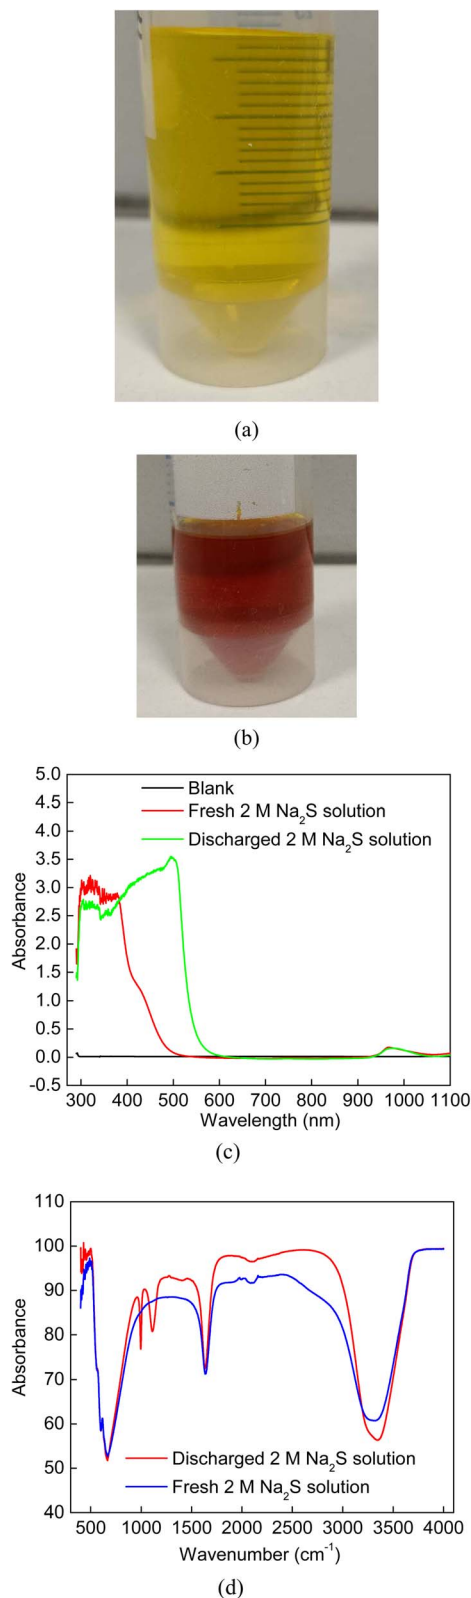 (a)
(b)
5.0
4.5
4.0
3.5
3.0
2.5
2.0
1.5
1.0
0.5
0.0
-0.5
Absorbance
Blank
Fresh 2 M Na₂S solution
Discharged 2 M Na₂S solution
300 400 500 600 700 800 900 1000 1100
Wavelength (nm)
(c)
110
100
90
80
70
60
50
40
Absorbance
Discharged 2 M Na₂S solution
Fresh 2 M Na₂S solution
500 1000 1500 2000 2500 3000 3500 4000
Wavenumber (cm⁻¹)
(d)